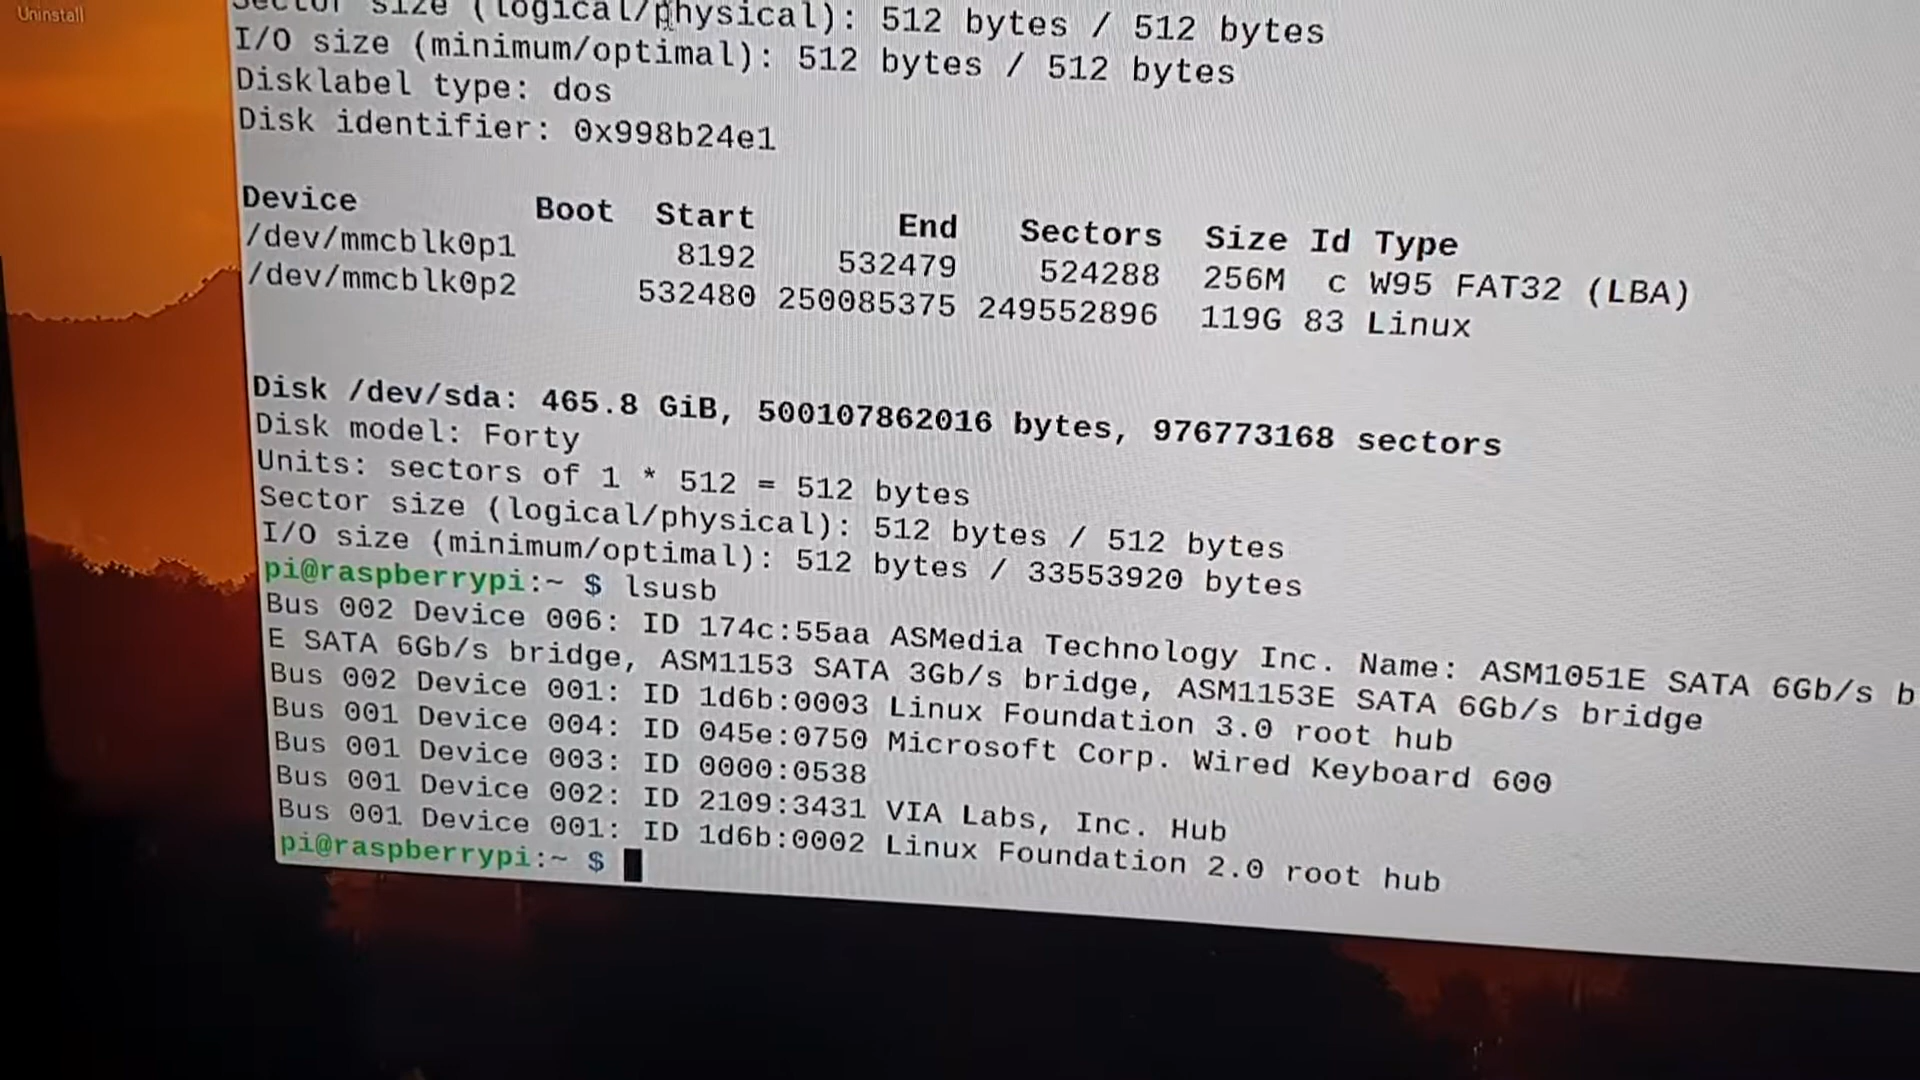 Uninstall
Sector size (logical/physical): 512 bytes / 512 bytes
I/O size (minimum/optimal): 512 bytes / 512 bytes
Disklabel type: dos
Disk identifier: 0x998b24e1
Device Boot Start End Sectors Size Id Type
/dev/mmcblk0p1 8192 532479 524288 256M c W95 FAT32 (LBA)
/dev/mmcblk0p2 532480 250085375 249552896 119G 83 Linux
Disk /dev/sda: 465.8 GiB, 500107862016 bytes, 976773168 sectors
Disk model: Forty
Units: sectors of 1 * 512 = 512 bytes
Sector size (logical/physical): 512 bytes / 512 bytes
I/O size (minimum/optimal): 512 bytes / 33553920 bytes
pi@raspberrypi:~ $ lsusb
Bus 002 Device 006: ID 174c:55aa ASMedia Technology Inc. Name: ASM1051E SATA 6Gb/s b
E SATA 6Gb/s bridge, ASM1153 SATA 3Gb/s bridge, ASM1153E SATA 6Gb/s bridge
Bus 002 Device 001: ID 1d6b:0003 Linux Foundation 3.0 root hub
Bus 001 Device 004: ID 045e:0750 Microsoft Corp. Wired Keyboard 600
Bus 001 Device 003: ID 0000:0538
Bus 001 Device 002: ID 2109:3431 VIA Labs, Inc. Hub
Bus 001 Device 001: ID 1d6b:0002 Linux Foundation 2.0 root hub
pi@raspberrypi:~ $